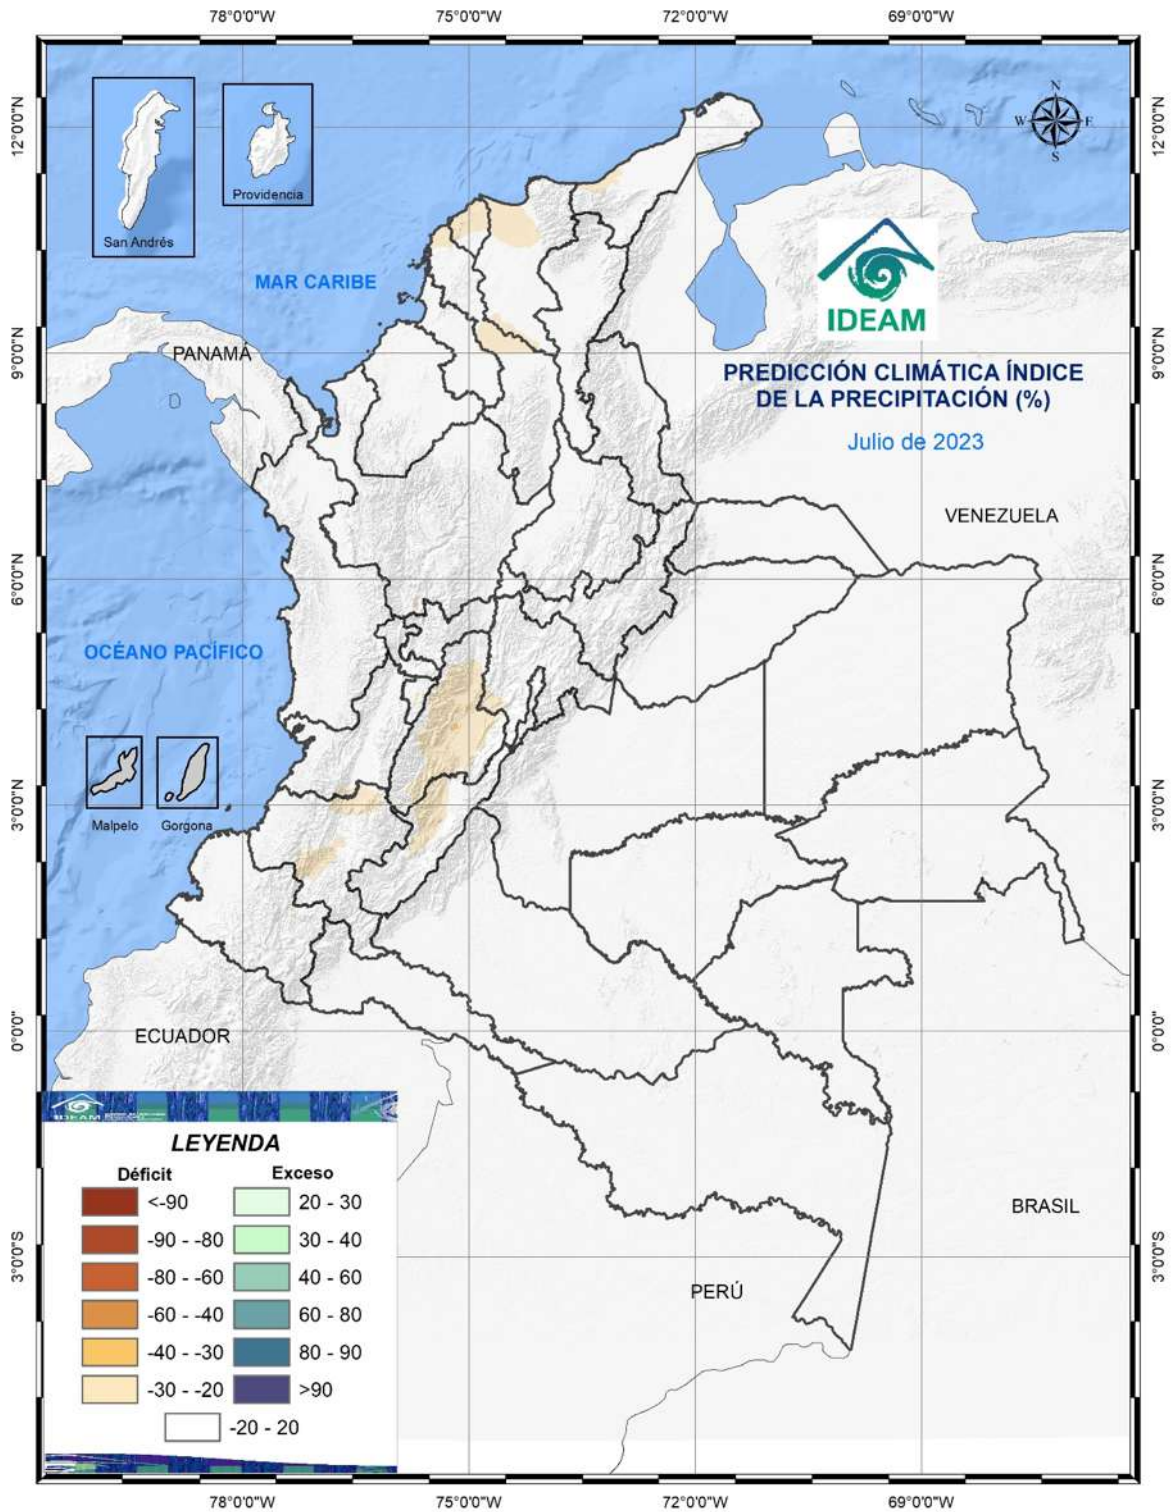 78°0'0"W 75°0'0"W 72°0'0"W 69°0'0"W
12°0'0"N
12°0'0"N
San Andrés
Providencia
N
W E
S
MAR CARIBE
IDEAM
9°0'0"N
9°0'0"N
PANAMÁ
PREDICCIÓN CLIMÁTICA ÍNDICE
DE LA PRECIPITACIÓN (%)
Julio de 2023
VENEZUELA
6°0'0"N
6°0'0"N
OCÉANO PACÍFICO
Malpelo
Gorgona
3°0'0"N
3°0'0"N
ECUADOR
0°0'0"
0°0'0"
IDEAM
LEYENDA
Déficit
<-90
-90 - -80
-80 - -60
-60 - -40
-40 - -30
-30 - -20
Exceso
20 - 30
30 - 40
40 - 60
60 - 80
80 - 90
>90
-20 - 20
BRASIL
PERÚ
3°0'0"S
3°0'0"S
78°0'0"W 75°0'0"W 72°0'0"W 69°0'0"W